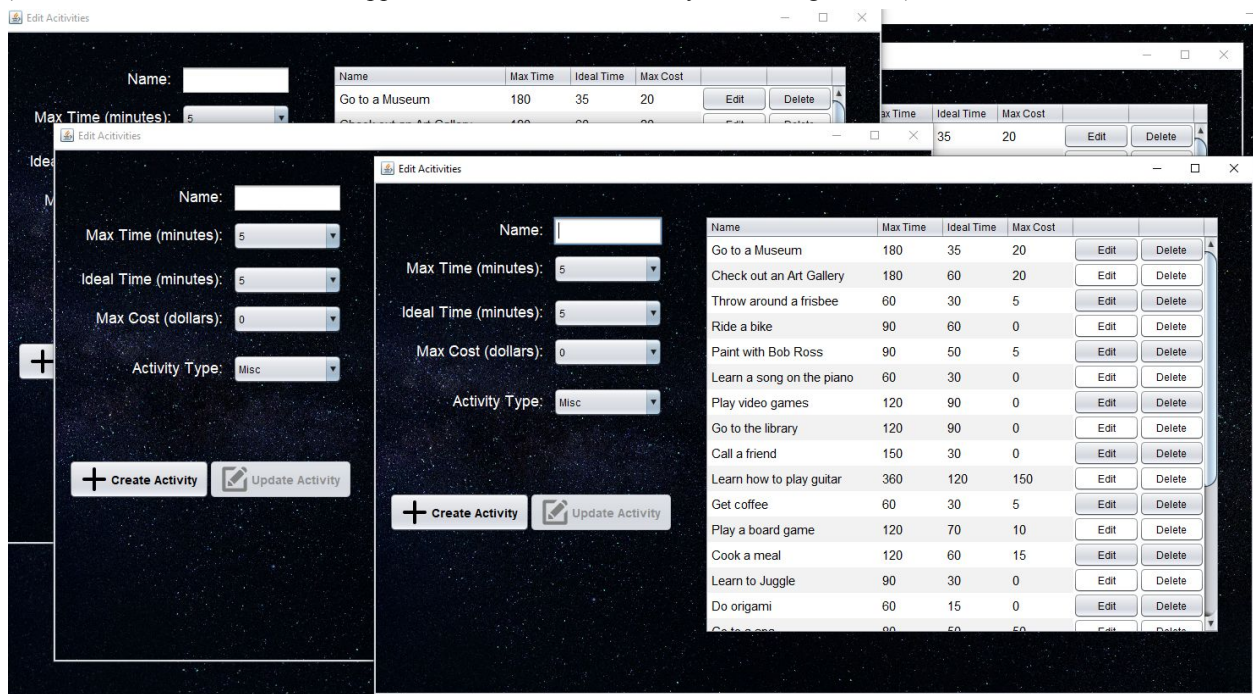 Edit Acitivities
Name:
Max Time (minutes): 5
Name Max Time Ideal Time Max Cost
Go to a Museum 180 35 20 Edit Delete
Ideal Time Max Cost
35 20 Edit Delete
Edit Acitivities
Name:
Max Time (minutes): 5
Ideal Time (minutes): 5
Max Cost (dollars): 0
Activity Type: Misc
Create Activity Update Activity
Edit Acitivities
Name:
Max Time (minutes): 5
Ideal Time (minutes): 5
Max Cost (dollars): 0
Activity Type: Misc
Create Activity Update Activity
Name Max Time Ideal Time Max Cost
Go to a Museum 180 35 20 Edit Delete
Check out an Art Gallery 180 60 20 Edit Delete
Throw around a frisbee 60 30 5 Edit Delete
Ride a bike 90 60 0 Edit Delete
Paint with Bob Ross 90 50 5 Edit Delete
Learn a song on the piano 60 30 0 Edit Delete
Play video games 120 90 0 Edit Delete
Go to the library 120 90 0 Edit Delete
Call a friend 150 30 0 Edit Delete
Learn how to play guitar 360 120 150 Edit Delete
Get coffee 60 30 5 Edit Delete
Play a board game 120 70 10 Edit Delete
Cook a meal 120 60 15 Edit Delete
Learn to Juggle 90 30 0 Edit Delete
Do origami 60 15 0 Edit Delete